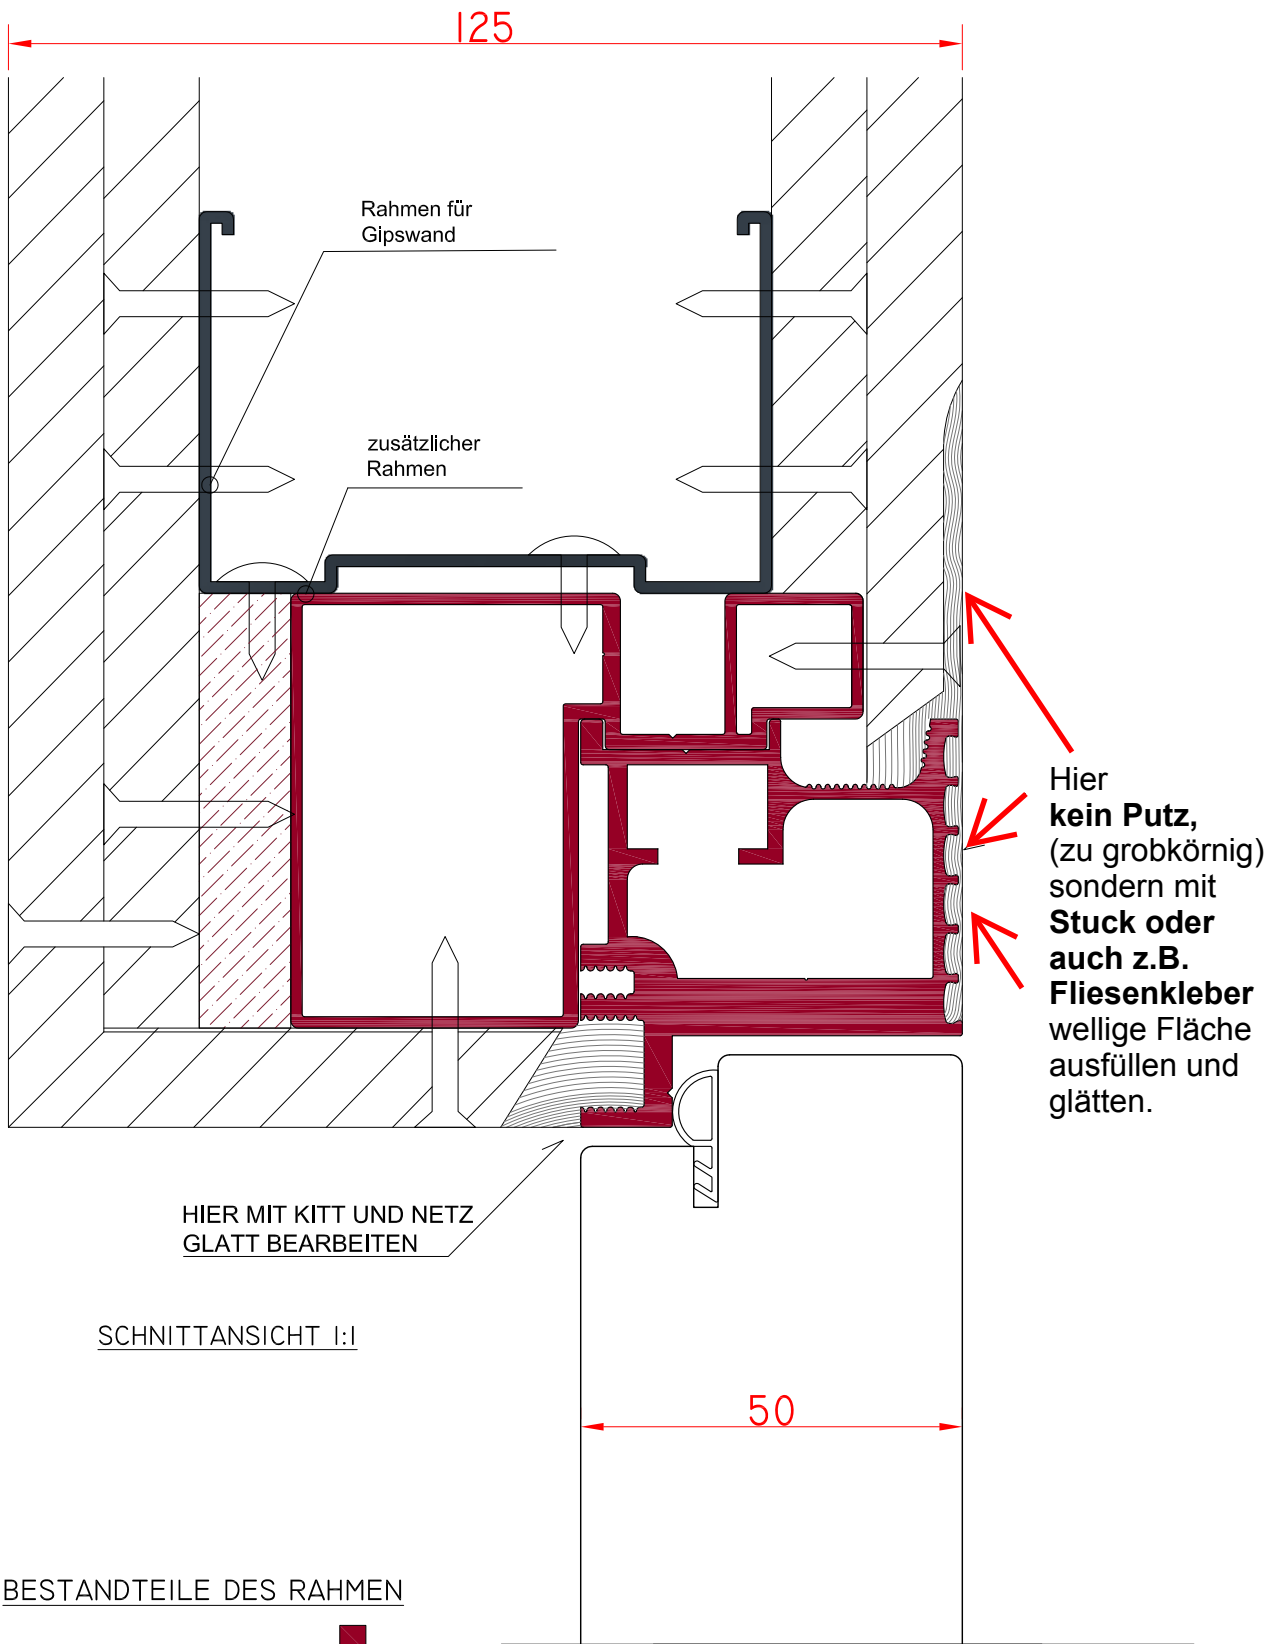 125
Rahmen für
Gipswand
zusätzlicher
Rahmen
Hier
kein Putz,
(zu grobkörnig)
sondern mit
Stuck oder
auch z.B.
Fliesenkleber
wellige Fläche
ausfüllen und
glätten.
HIER MIT KITT UND NETZ
GLATT BEARBEITEN
SCHNITTANSICHT 1:1
50
BESTANDTEILE DES RAHMEN